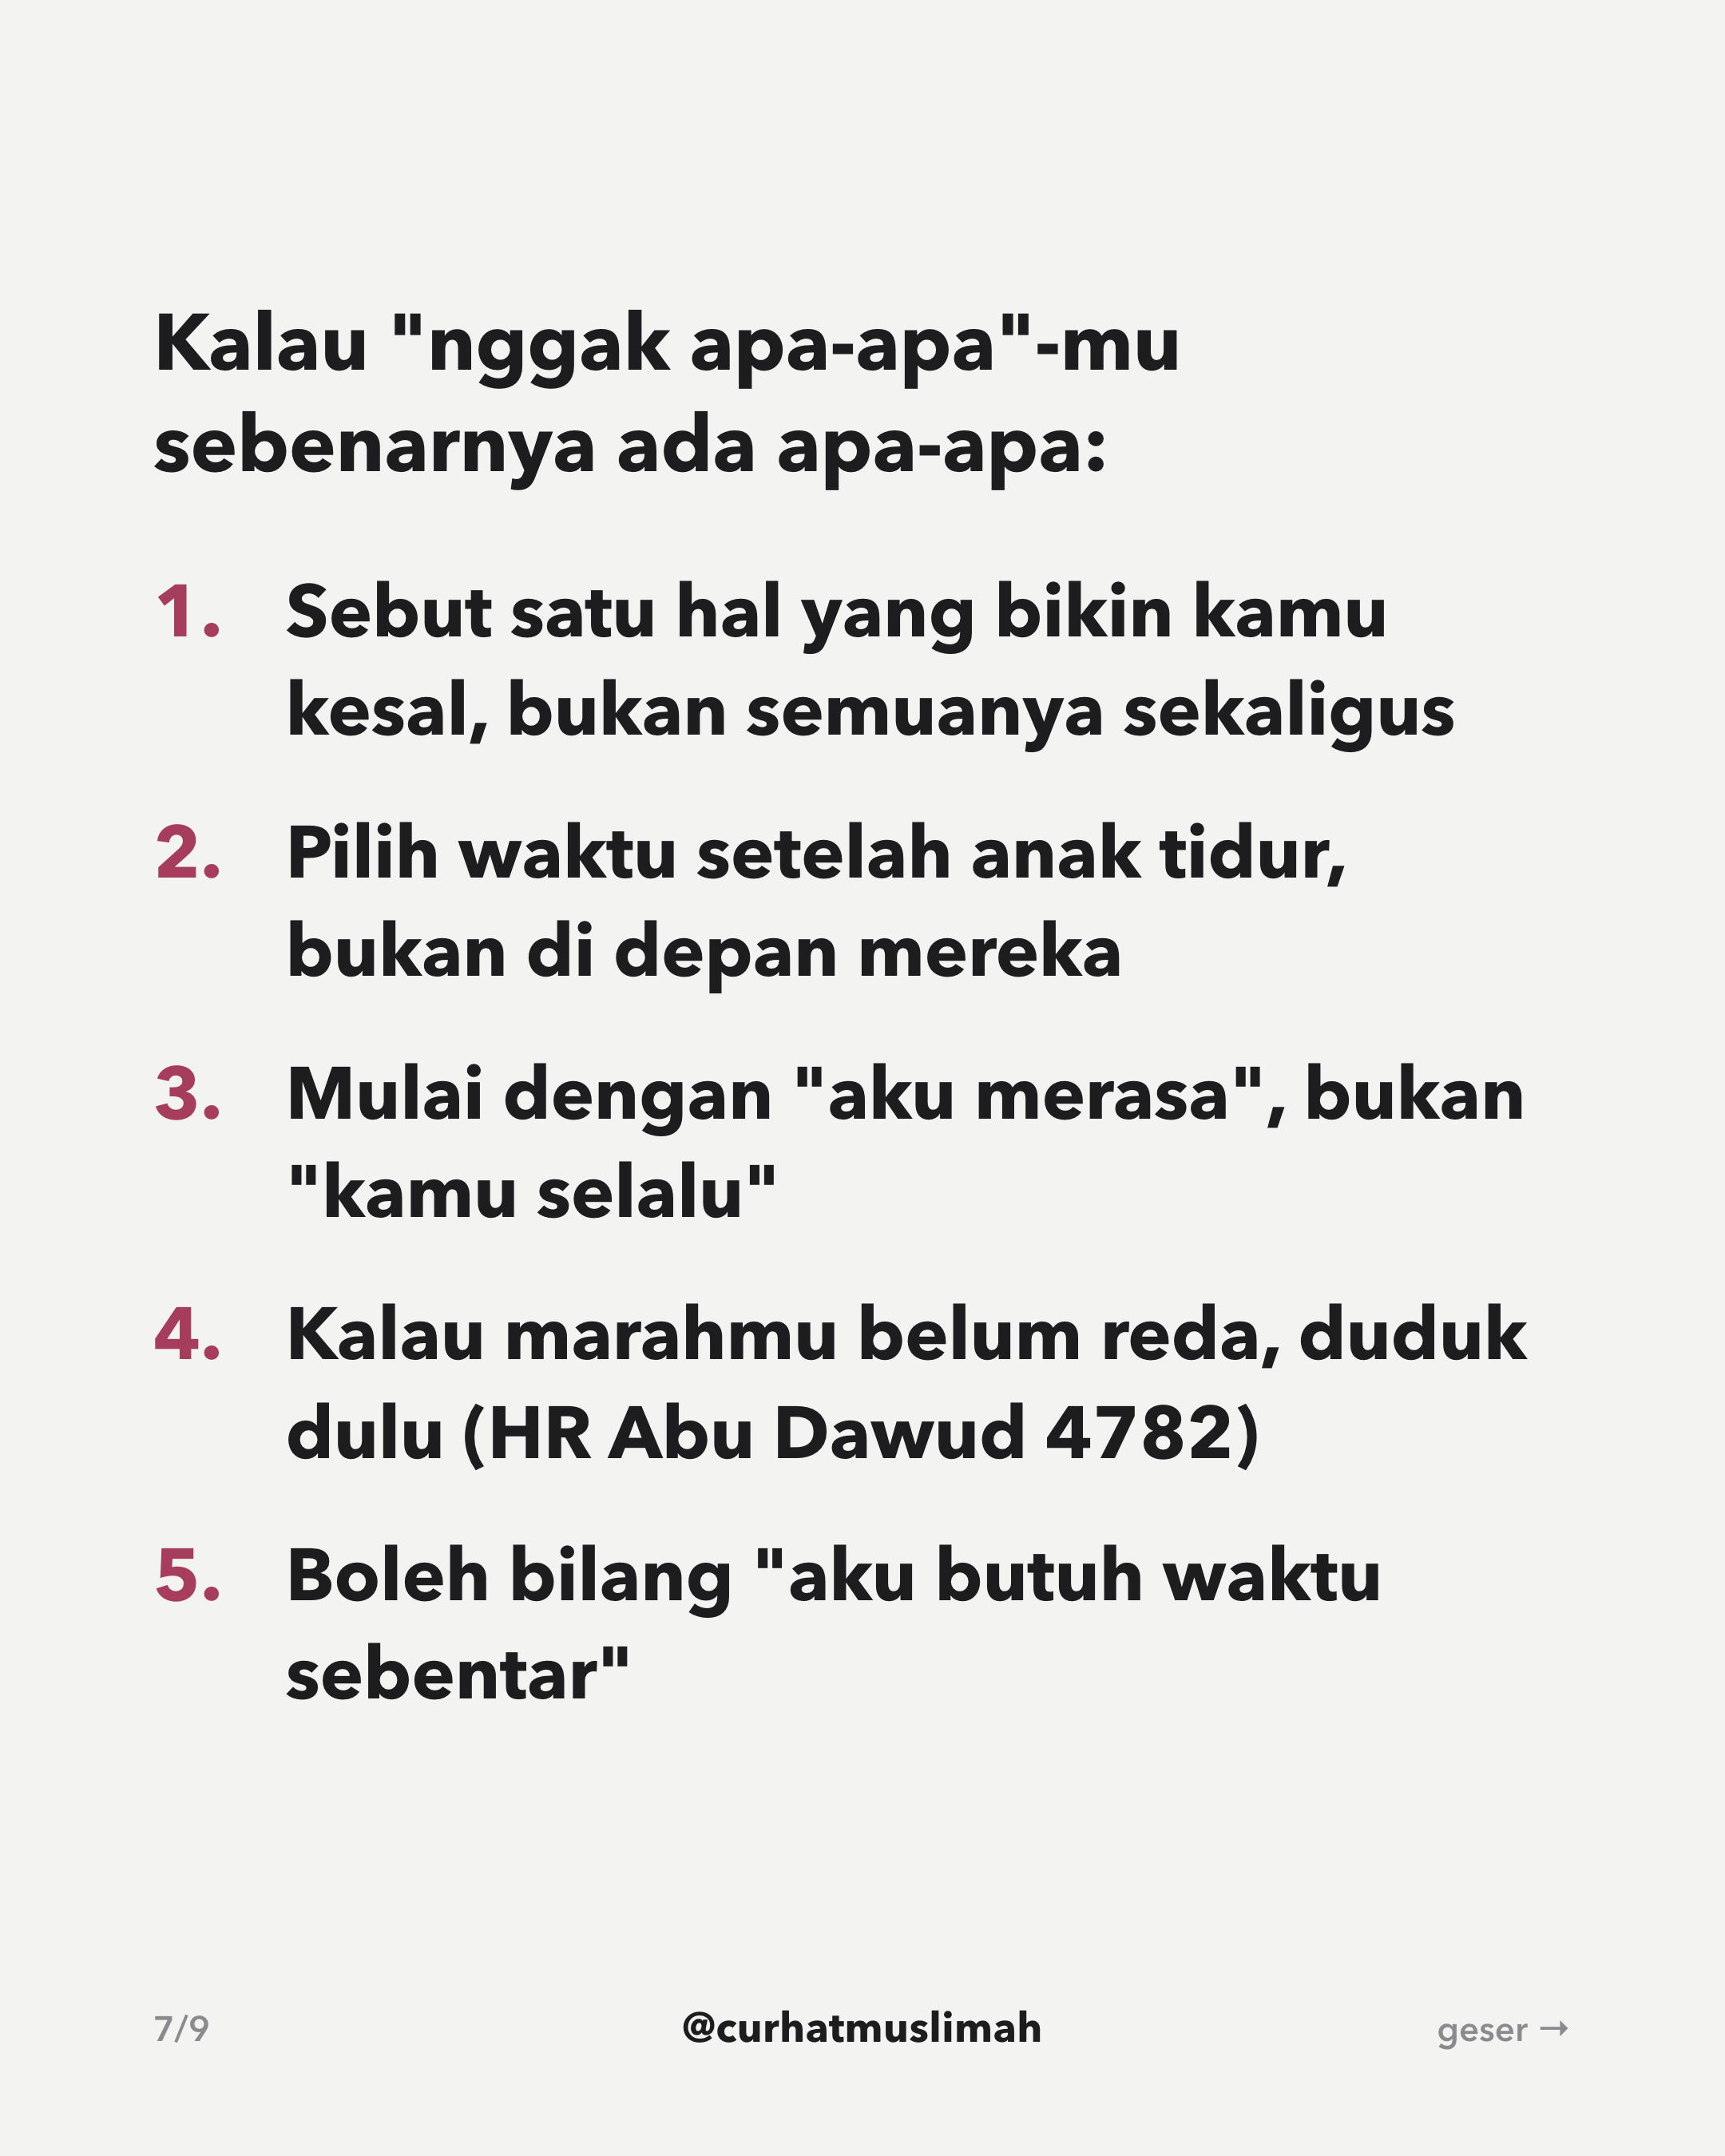 Kalau "nggak apa-apa"-mu
sebenarnya ada apa-apa:
1. Sebut satu hal yang bikin kamu
kesal, bukan semuanya sekaligus
2. Pilih waktu setelah anak tidur,
bukan di depan mereka
3. Mulai dengan "aku merasa", bukan
"kamu selalu"
4. Kalau marahmu belum reda, duduk
dulu (HR Abu Dawud 4782)
5. Boleh bilang "aku butuh waktu
sebentar"
7/9
@curhatmuslimah
geser →